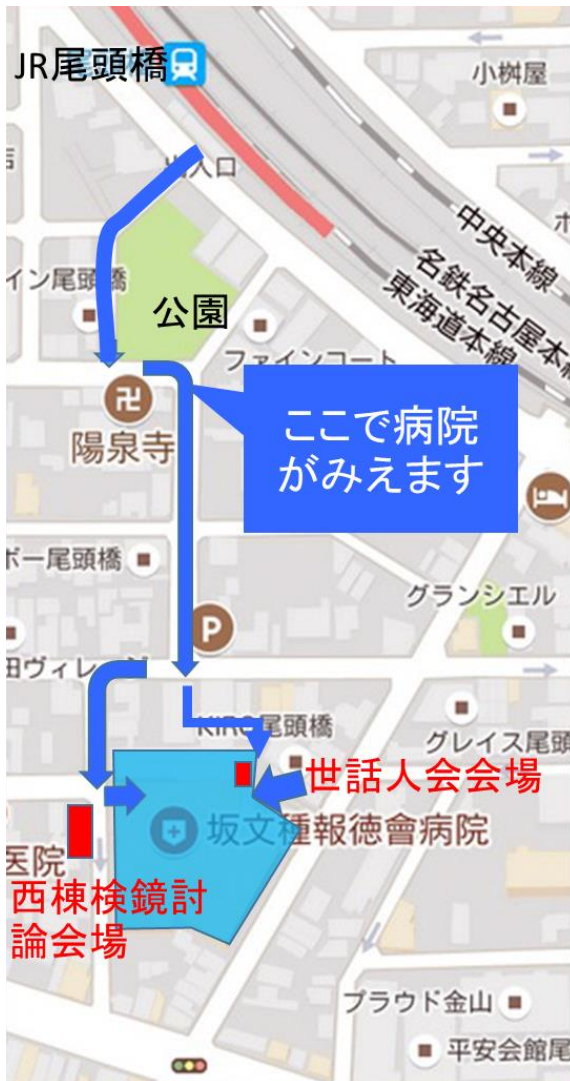 JR尾頭橋
小桝屋
出入口
中央本線
名鉄名古屋本線
東海道本線
イン尾頭橋
公園
ファインコート
陽泉寺
ここで病院
がみえます
ボー尾頭橋
グランシエル
P
田ヴィレッジ
KIRO尾頭橋
グレイス尾頭
世話人会会場
坂文種報徳會病院
医院
西棟検鏡討
論会場
プラウド金山
平安会館尾